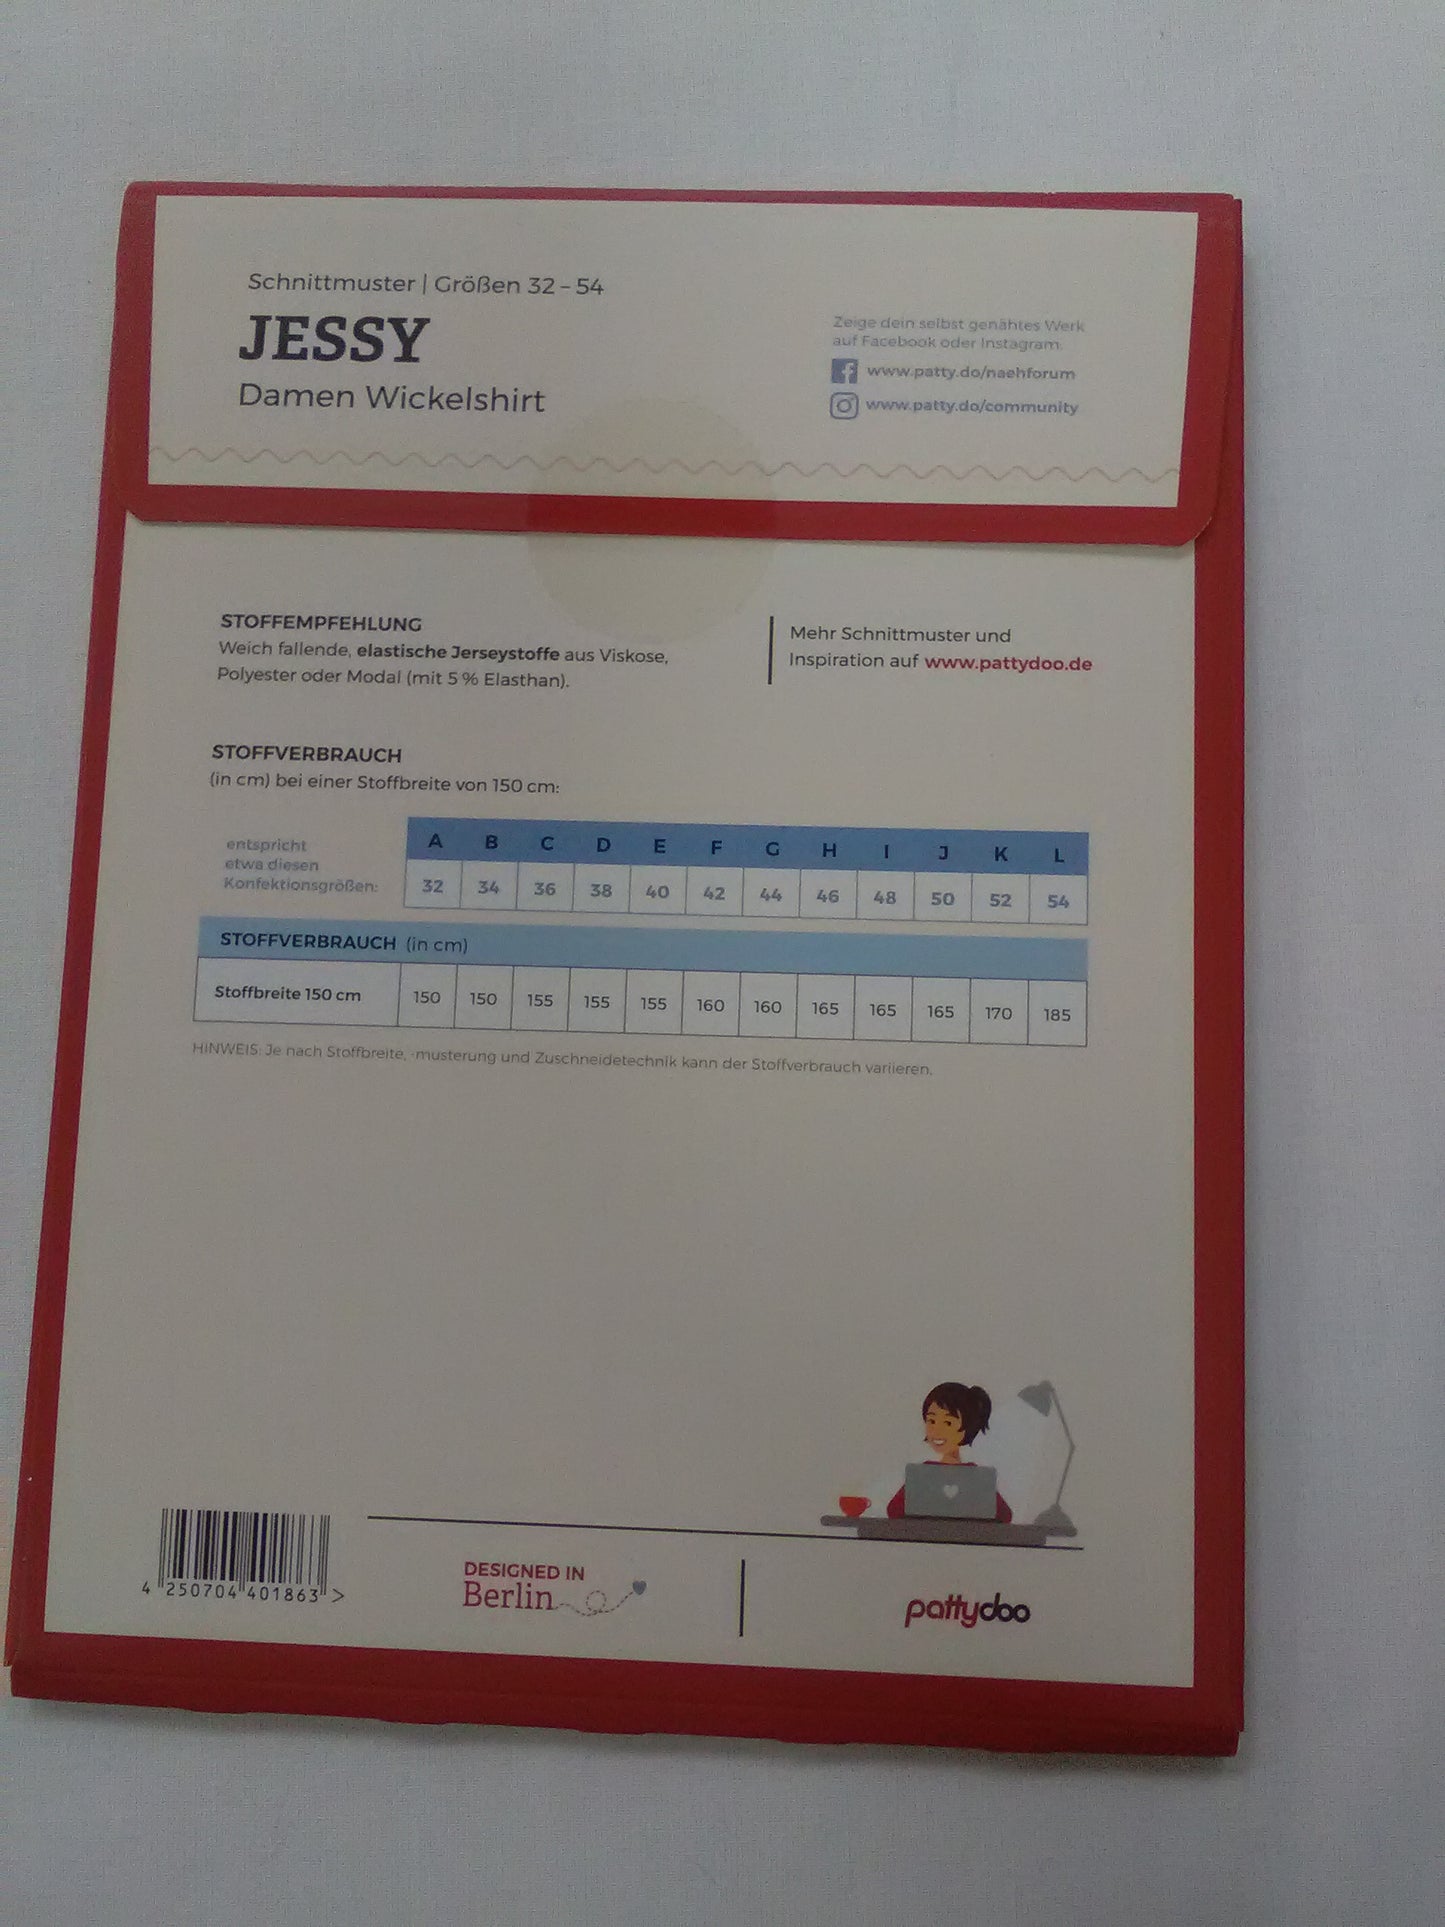 Schnittmuster | Größen 32 – 54
JESSY
Damen Wickelshirt
Zeige dein selbst genähtes Werk
auf Facebook oder Instagram:
www.patty.do/naehforum
www.patty.do/community
STOFFEMPFEHLUNG
Weich fallende, elastische Jerseystoffe aus Viskose,
Polyester oder Modal (mit 5 % Elasthan).
Mehr Schnittmuster und
Inspiration auf www.pattydoo.de
STOFFVERBRAUCH
(in cm) bei einer Stoffbreite von 150 cm:
entspricht
etwa diesen
Konfektionsgrößen:
A B C D E F G H I J K L
32 34 36 38 40 42 44 46 48 50 52 54
STOFFVERBRAUCH (in cm)
Stoffbreite 150 cm 150 150 155 155 155 160 160 165 165 165 170 185
HINWEIS: Je nach Stoffbreite, -musterung und Zuschneidetechnik kann der Stoffverbrauch variieren.
4 250704 401863 >
DESIGNED IN
Berlin
pattydoo